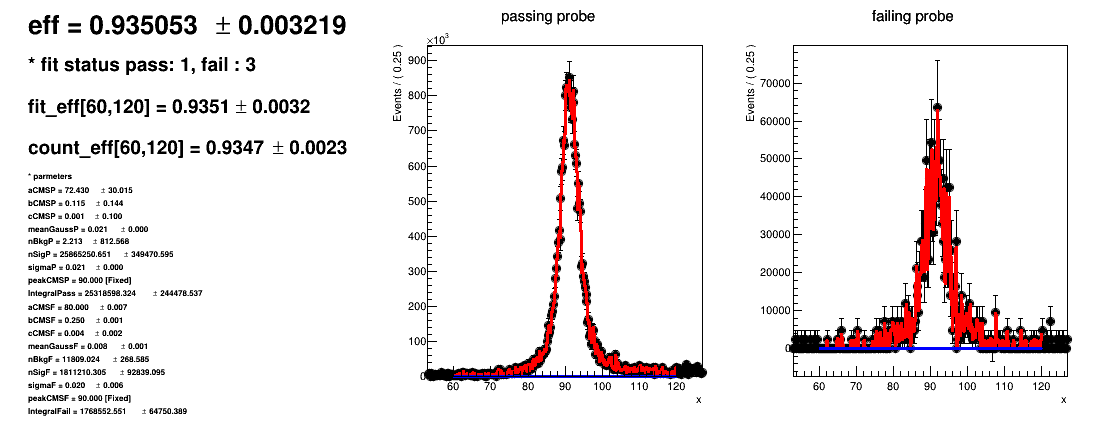 eff = 0.935053 ± 0.003219
* fit status pass: 1, fail : 3
fit_eff[60,120] = 0.9351 ± 0.0032
count_eff[60,120] = 0.9347 ± 0.0023
* parmeters
aCMSP = 72.430 ± 30.015
bCMSP = 0.115 ± 0.144
cCMSP = 0.001 ± 0.100
meanGaussP = 0.021 ± 0.000
nBkgP = 2.213 ± 812.568
nSigP = 25865250.651 ± 349470.595
sigmaP = 0.021 ± 0.000
peakCMSP = 90.000 [Fixed]
IntegralPass = 25318598.324 ± 244478.537
aCMSF = 80.000 ± 0.007
bCMSF = 0.250 ± 0.001
cCMSF = 0.004 ± 0.002
meanGaussF = 0.008 ± 0.001
nBkgF = 11809.024 ± 268.585
nSigF = 1811210.305 ± 92839.095
sigmaF = 0.020 ± 0.006
peakCMSF = 90.000 [Fixed]
IntegralFail = 1768552.551 ± 64750.389
passing probe
×10³
Events / ( 0.25 )
900
800
700
600
500
400
300
200
100
0
60 70 80 90 100 110 120
x
failing probe
Events / ( 0.25 )
70000
60000
50000
40000
30000
20000
10000
0
60 70 80 90 100 110 120
x